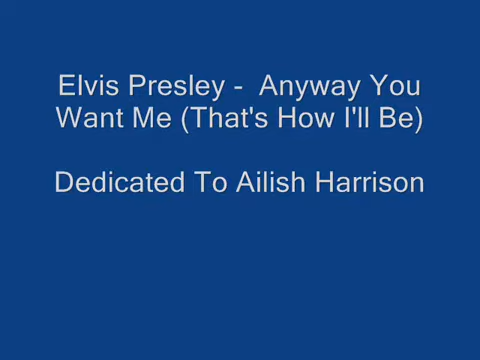 Elvis Presley -  Anyway You
Want Me (That's How I'll Be)
Dedicated To Ailish Harrison